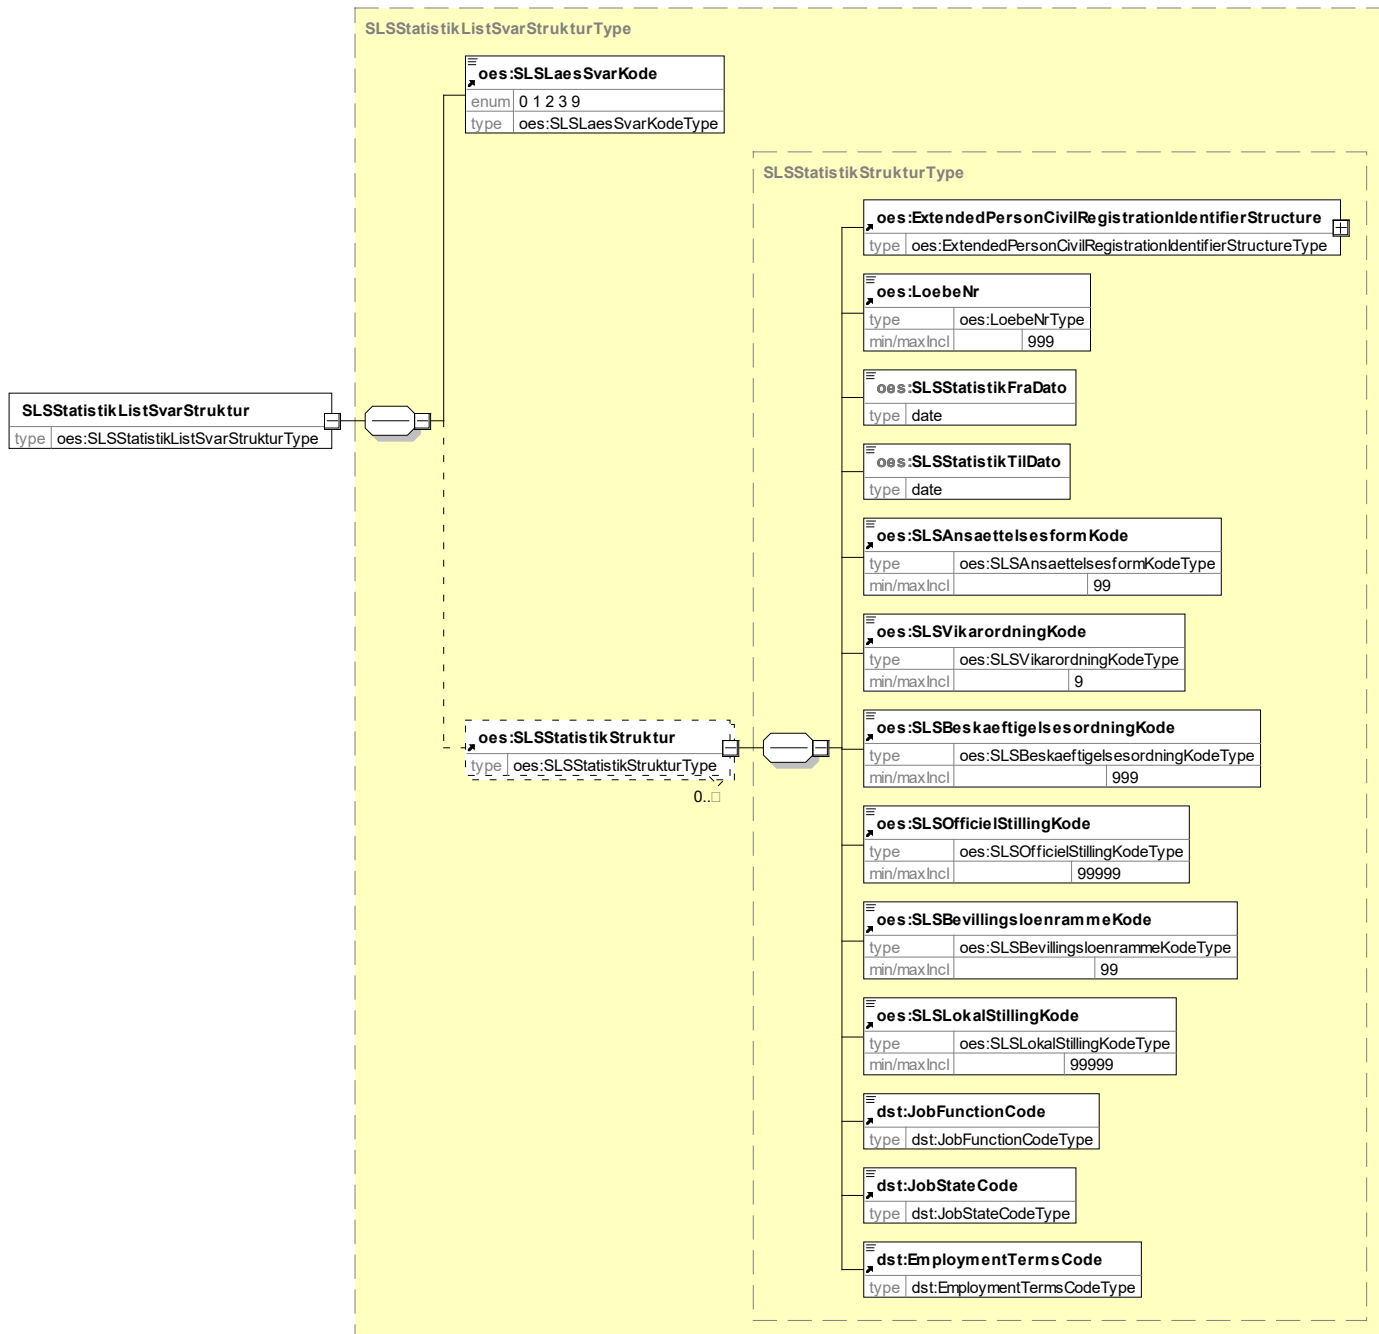 SLSStatistikListSvarStrukturType
oes:SLSLaesSvarKode
enum 0 1 2 3 9
type oes:SLSLaesSvarKodeType
SLSStatistikStrukturType
oes:ExtendedPersonCivilRegistrationIdentifierStructure
type oes:ExtendedPersonCivilRegistrationIdentifierStructureType
oes:LoebeNr
type oes:LoebeNrType
min/maxIncl 999
oes:SLSStatistikFraDato
type date
SLSStatistikListSvarStruktur
type oes:SLSStatistikListSvarStrukturType
oes:SLSStatistikTilDato
type date
oes:SLSAnsaettelsesformKode
type oes:SLSAnsaettelsesformKodeType
min/maxIncl 99
oes:SLSVikarordningKode
type oes:SLSVikarordningKodeType
min/maxIncl 9
oes:SLSStatistikStruktur
type oes:SLSStatistikStrukturType
0..□
oes:SLSBeskaeftigelsesordningKode
type oes:SLSBeskaeftigelsesordningKodeType
min/maxIncl 999
oes:SLSOfficielStillingKode
type oes:SLSOfficielStillingKodeType
min/maxIncl 99999
oes:SLSBevillingsloenrammeKode
type oes:SLSBevillingsloenrammeKodeType
min/maxIncl 99
oes:SLSLokalStillingKode
type oes:SLSLokalStillingKodeType
min/maxIncl 99999
dst:JobFunctionCode
type dst:JobFunctionCodeType
dst:JobStateCode
type dst:JobStateCodeType
dst:EmploymentTermsCode
type dst:EmploymentTermsCodeType